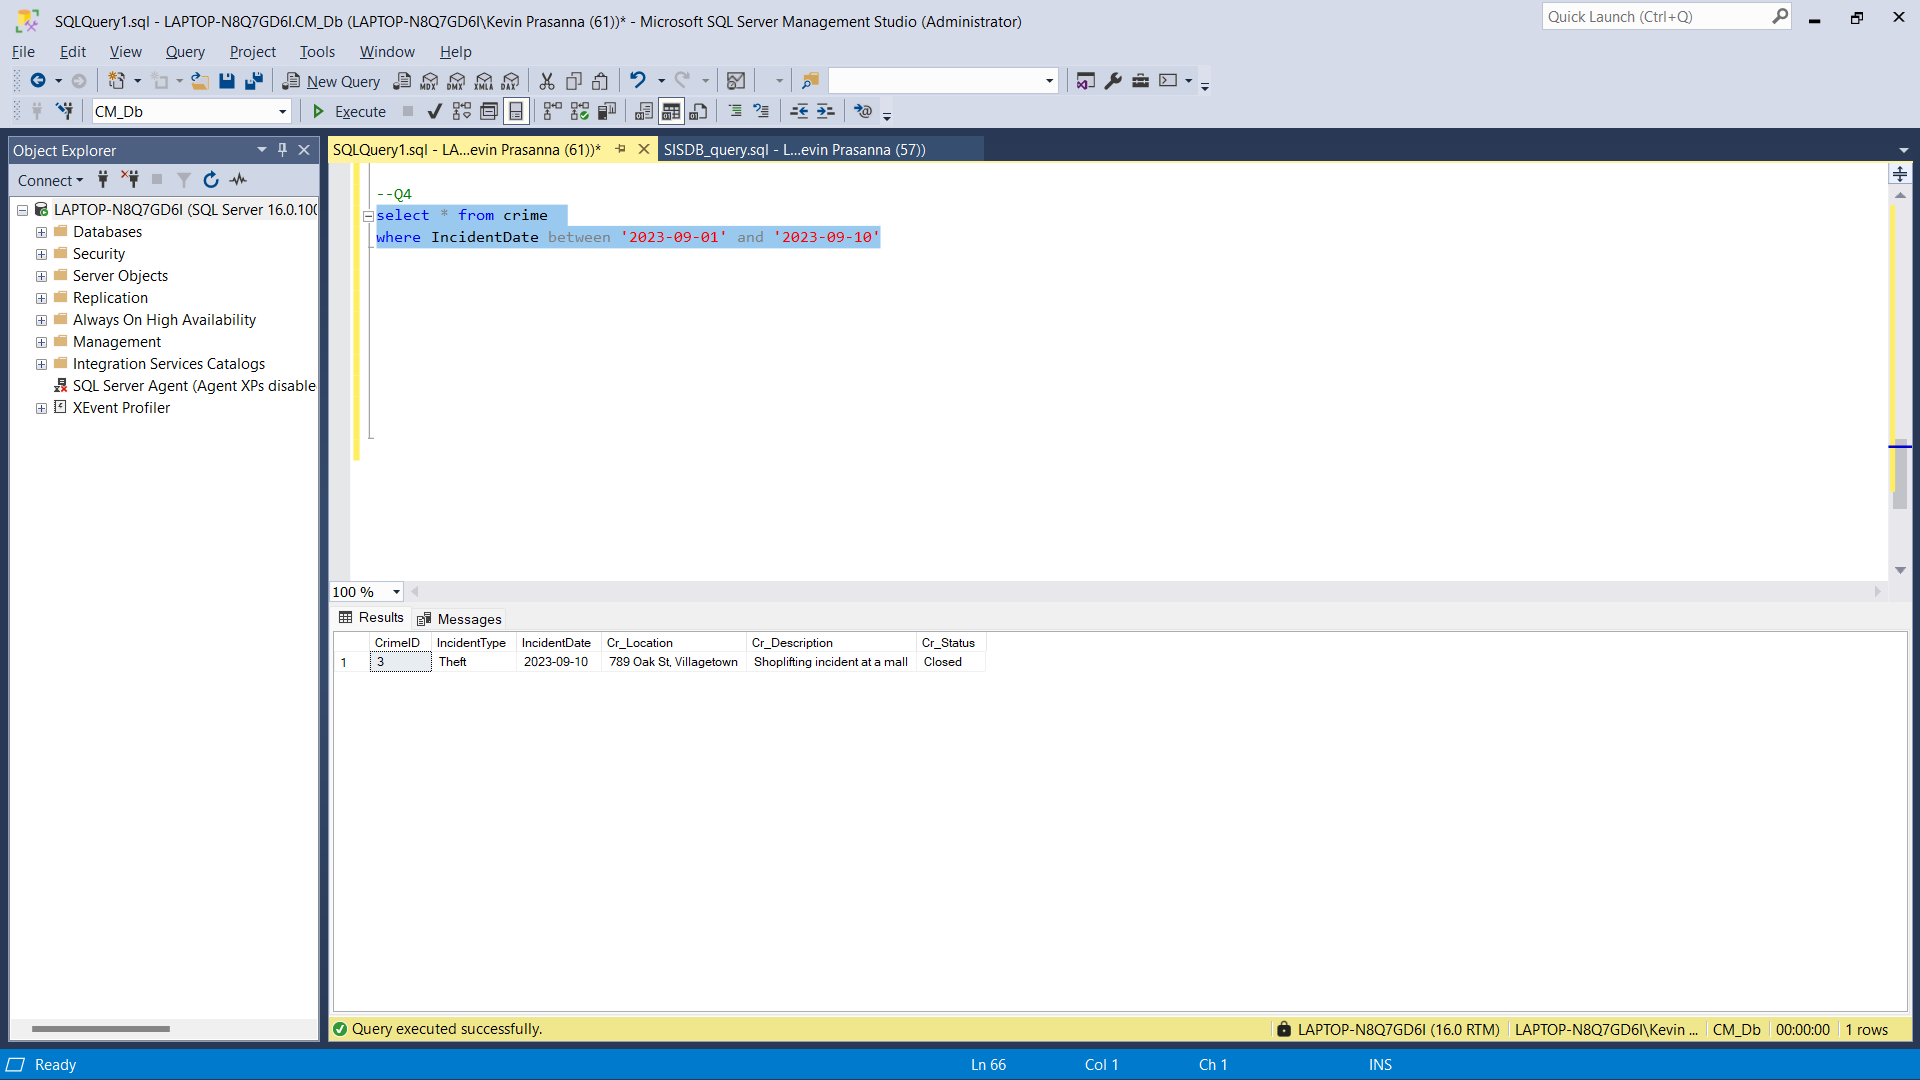 SQLQuery1.sql - LAPTOP-N8Q7GD6I.CM_Db (LAPTOP-N8Q7GD6I\Kevin Prasanna (61))* - Microsoft SQL Server Management Studio (Administrator)
Quick Launch (Ctrl+Q)
File Edit View Query Project Tools Window Help
New Query MDX DMX XMLA DAX
CM_Db Execute
Object Explorer
SQLQuery1.sql - LA...evin Prasanna (61))*
SISDB_query.sql - L...evin Prasanna (57))
Connect
LAPTOP-N8Q7GD6I (SQL Server 16.0.100
Databases
Security
Server Objects
Replication
Always On High Availability
Management
Integration Services Catalogs
SQL Server Agent (Agent XPs disable
XEvent Profiler
--Q4
select * from crime
where IncidentDate between '2023-09-01' and '2023-09-10'
100 %
Results Messages
CrimeID IncidentType IncidentDate Cr_Location Cr_Description Cr_Status
1 3 Theft 2023-09-10 789 Oak St, Villagetown Shoplifting incident at a mall Closed
Query executed successfully.
LAPTOP-N8Q7GD6I (16.0 RTM) LAPTOP-N8Q7GD6I\Kevin ... CM_Db 00:00:00 1 rows
Ready Ln 66 Col 1 Ch 1 INS